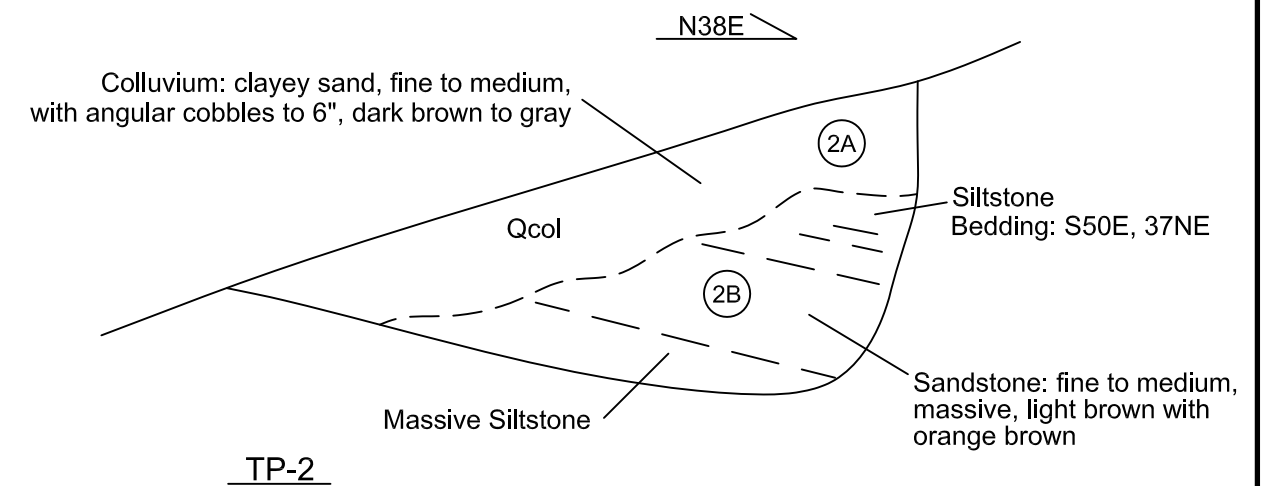 N38E
Colluvium: clayey sand, fine to medium,
with angular cobbles to 6", dark brown to gray
2A
Siltstone
Bedding: S50E, 37NE
Qcol
2B
Sandstone: fine to medium,
massive, light brown with
orange brown
Massive Siltstone
TP-2